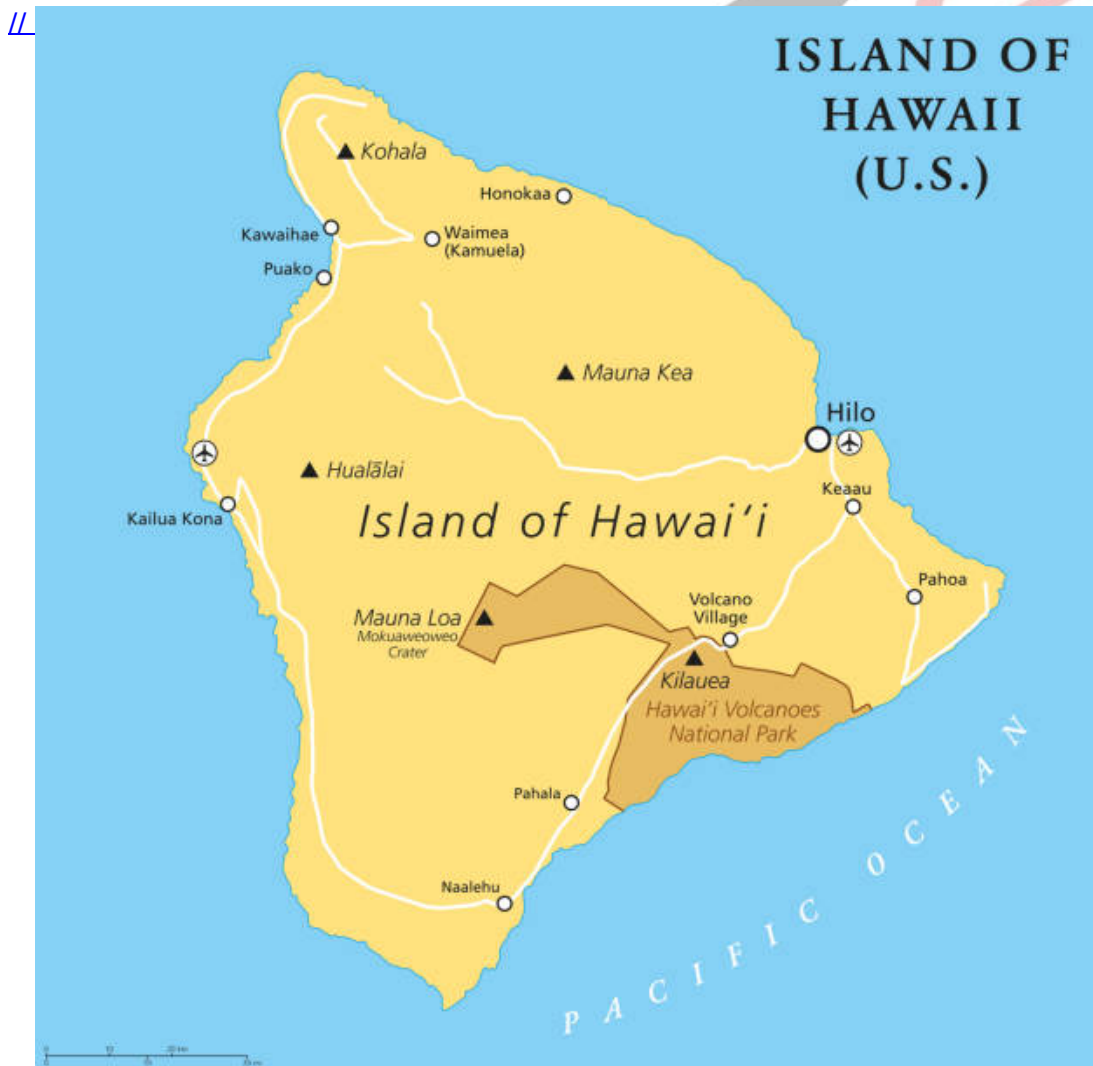 //
ISLAND OF
HAWAII
(U.S.)
Kohala
Honokaa
Kawaihae
Waimea
(Kamuela)
Puako
Mauna Kea
Hilo
Hualālai
Keaau
Kailua Kona
Island of Hawai‘i
Pahoa
Volcano
Village
Mauna Loa
Mokuaweoweo
Crater
Kilauea
Hawai‘i Volcanoes
National Park
Pahala
Naalehu
PACIFIC OCEAN